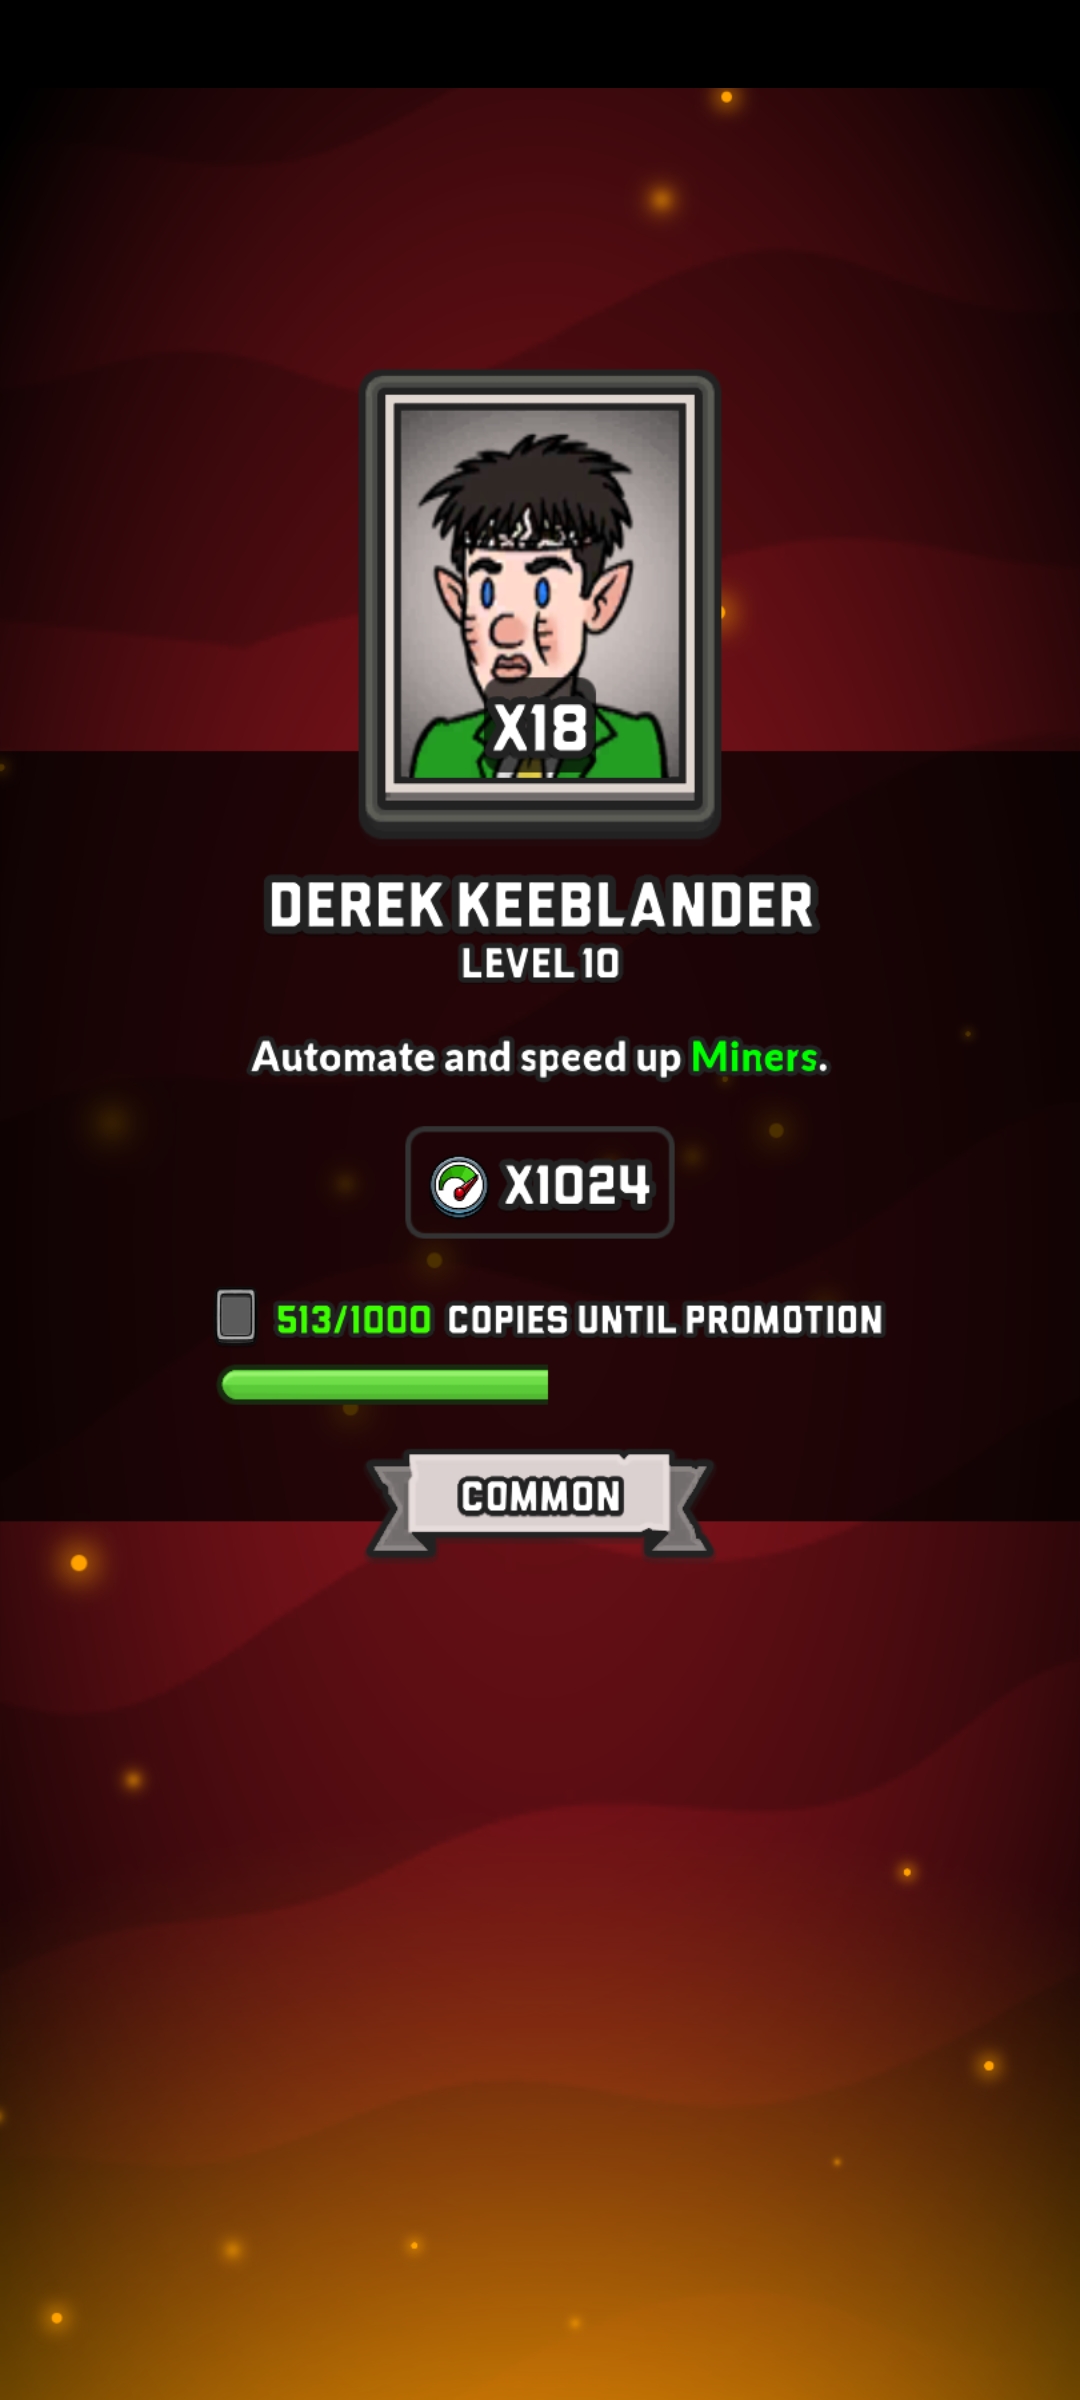 X18
DEREK KEEBLANDER
LEVEL 10
Automate and speed up Miners.
X1024
513/1000 COPIES UNTIL PROMOTION
COMMON